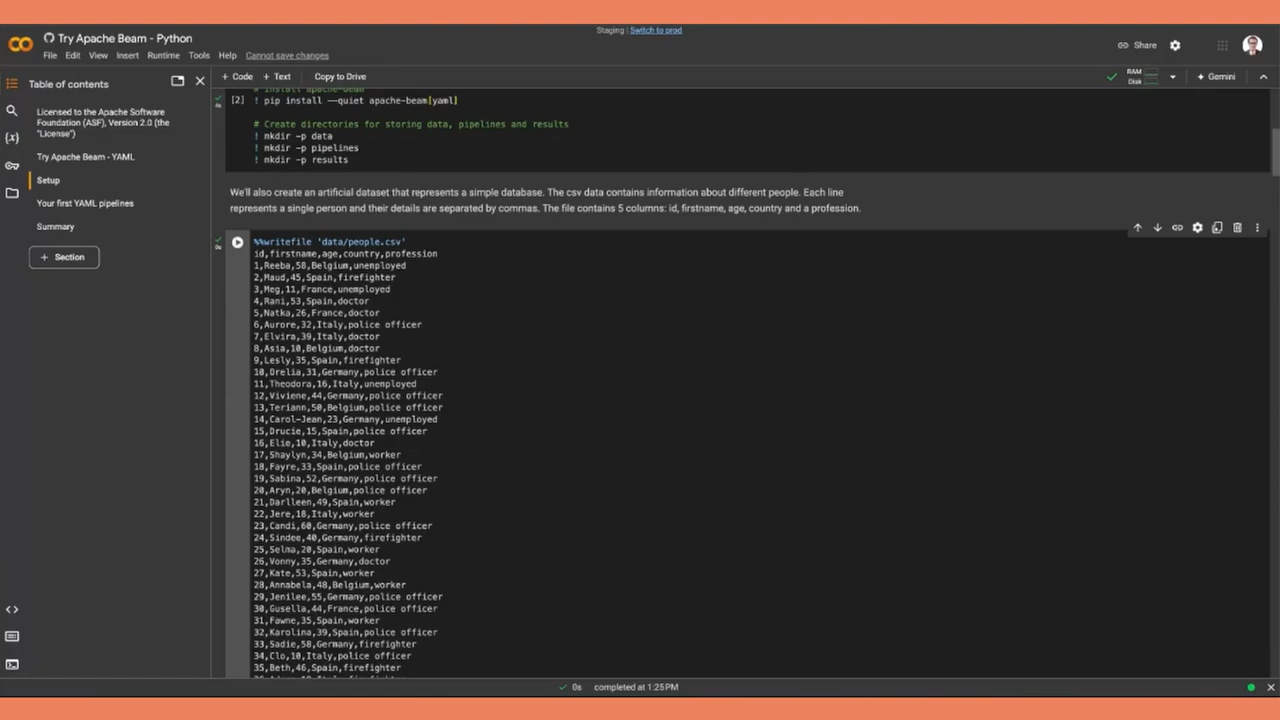 Staging | Switch to prod
Try Apache Beam - Python
File Edit View Insert Runtime Tools Help Cannot save changes
Share
Table of contents
+ Code + Text Copy to Drive
RAM
Disk
Gemini
Licensed to the Apache Software
Foundation (ASF), Version 2.0 (the
"License")
Try Apache Beam - YAML
Setup
Your first YAML pipelines
Summary
+ Section
# Install apache-beam
[2] ! pip install --quiet apache-beam[yaml]
4s
# Create directories for storing data, pipelines and results
! mkdir -p data
! mkdir -p pipelines
! mkdir -p results
We'll also create an artificial dataset that represents a simple database. The csv data contains information about different people. Each line
represents a single person and their details are separated by commas. The file contains 5 columns: id, firstname, age, country and a profession.
0s
%%writefile 'data/people.csv'
id,firstname,age,country,profession
1,Reeba,58,Belgium,unemployed
2,Maud,45,Spain,firefighter
3,Meg,11,France,unemployed
4,Rani,53,Spain,doctor
5,Natka,26,France,doctor
6,Aurore,32,Italy,police officer
7,Elvira,39,Italy,doctor
8,Asia,10,Belgium,doctor
9,Lesly,35,Spain,firefighter
10,Drelia,31,Germany,police officer
11,Theodora,16,Italy,unemployed
12,Viviene,44,Germany,police officer
13,Teriann,50,Belgium,police officer
14,Carol-Jean,23,Germany,unemployed
15,Drucie,15,Spain,police officer
16,Elie,10,Italy,doctor
17,Shaylyn,34,Belgium,worker
18,Fayre,33,Spain,police officer
19,Sabina,52,Germany,police officer
20,Aryn,20,Belgium,police officer
21,Darlleen,49,Spain,worker
22,Jere,18,Italy,worker
23,Candi,60,Germany,police officer
24,Sindee,40,Germany,firefighter
25,Selma,20,Spain,worker
26,Vonny,35,Germany,doctor
27,Kate,53,Spain,worker
28,Annabela,48,Belgium,worker
29,Jenilee,55,Germany,police officer
30,Gusella,44,France,police officer
31,Fawne,35,Spain,worker
32,Karolina,39,Spain,police officer
33,Sadie,58,Germany,firefighter
34,Clo,10,Italy,police officer
35,Beth,46,Spain,firefighter
0s completed at 1:25PM